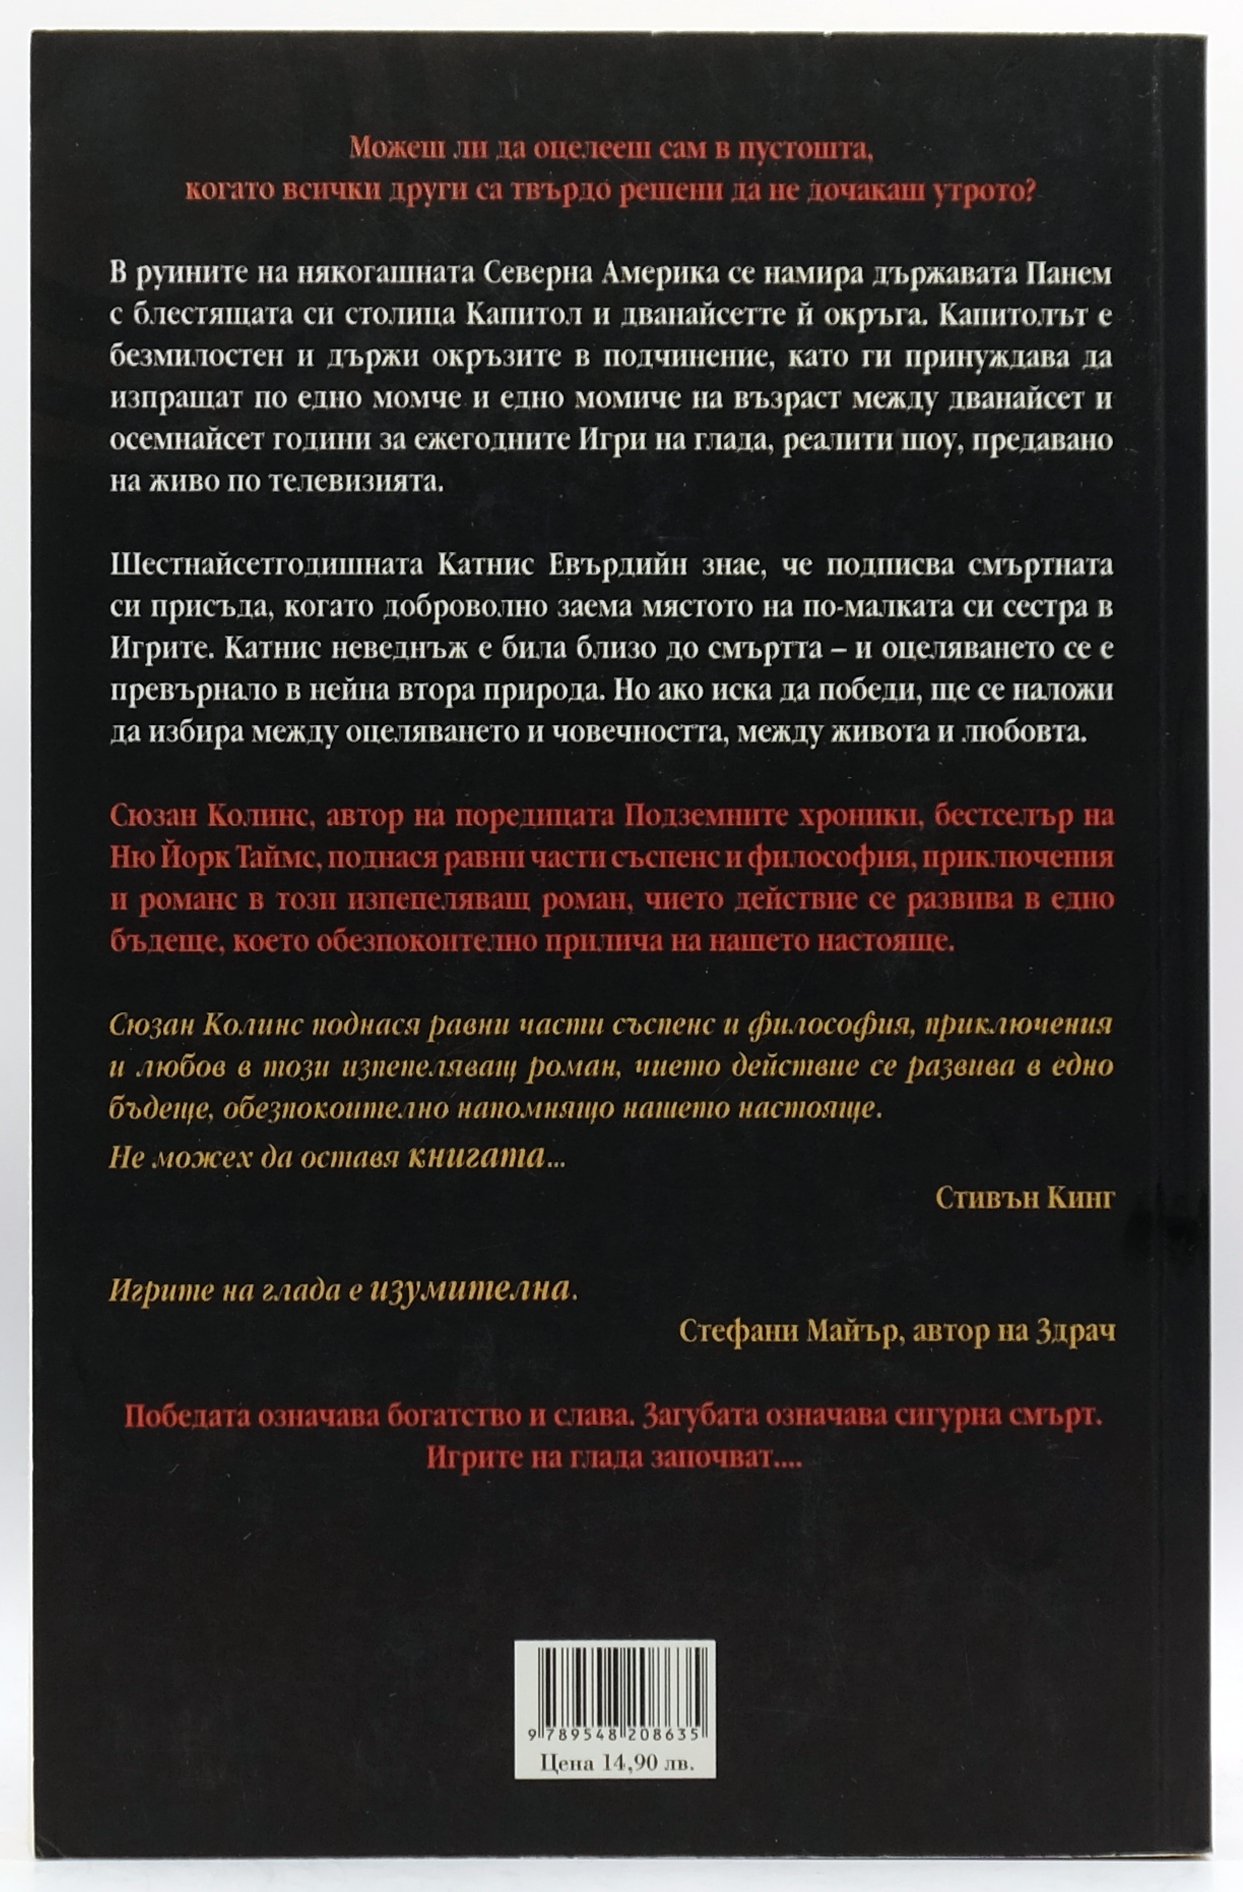 Можеш ли да оцелееш сам в пустошта,
когато всички други са твърдо решени да не дочакаш утрото?
В руините на някогашната Северна Америка се намира държавата Панем
с блестящата си столица Капитол и дванайсетте й окръга. Капитолът е
безмилостен и държи окръзите в подчинение, като ги принуждава да
изпращат по едно момче и едно момиче на възраст между дванайсет и
осемнайсет години за ежегодните Игри на глада, реалити шоу, предавано
на живо по телевизията.
Шестнайсетгодишната Катнис Евърдийн знае, че подписва смъртната
си присъда, когато доброволно заема мястото на по-малката си сестра в
Игрите. Катнис неведнъж е била близо до смъртта – и оцеляването се е
превърнало в нейна втора природа. Но ако иска да победи, ще се наложи
да избира между оцеляването и човечността, между живота и любовта.
Сюзан Колинс, автор на поредицата Подземните хроники, бестселър на
Ню Йорк Таймс, поднася равни части съспенс и философия, приключения
и романс в този изпепеляващ роман, чието действие се развива в едно
бъдеще, което обезпокоително прилича на нашето настояще.
Сюзан Колинс поднася равни части съспенс и философия, приключения
и любов в този изпепеляващ роман, чието действие се развива в едно
бъдеще, обезпокоително напомнящо нашето настояще.
Не можех да оставя книгата...
Стивън Кинг
Игрите на глада е изумителна.
Стефани Майър, автор на Здрач
Победата означава богатство и слава. Загубата означава сигурна смърт.
Игрите на глада започват....
9 789548 208635
Цена 14,90 лв.